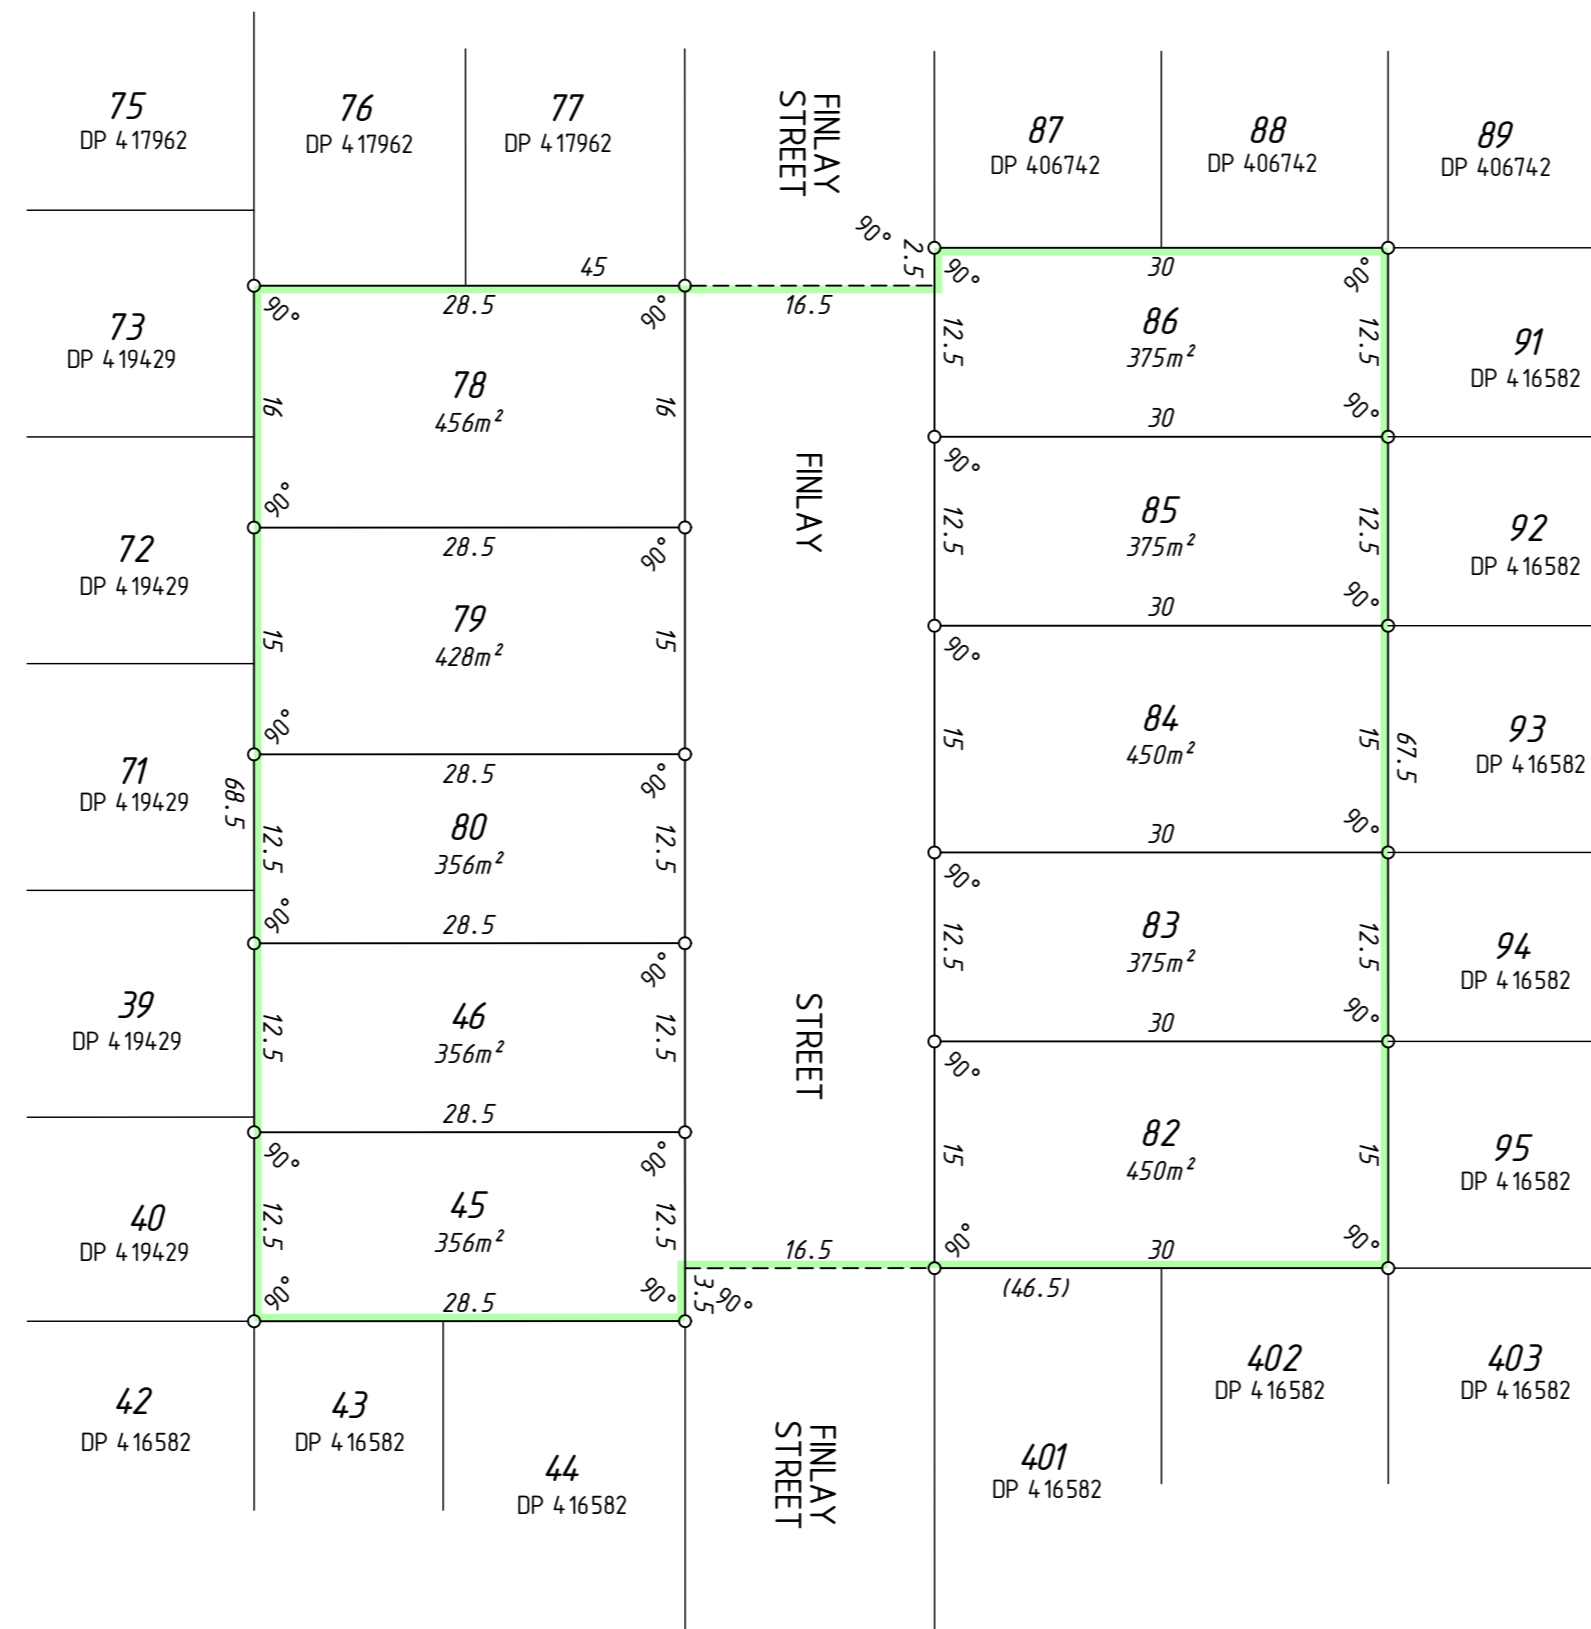 75
DP 417962
76
DP 417962
77
DP 417962
FINLAY
STREET
87
DP 406742
88
DP 406742
89
DP 406742
90°
2.5
45
90°
28.5
90°
16.5
90°
30
90°
73
DP 419429
16
78
456m²
16
12.5
86
375m²
12.5
91
DP 416582
90°
30
90°
90°
28.5
90°
FINLAY
90°
72
DP 419429
12.5
85
375m²
12.5
92
DP 416582
30
90°
15
79
428m²
15
90°
90°
28.5
90°
15
84
450m²
15
67.5
93
DP 416582
71
DP 419429
68.5
12.5
80
356m²
12.5
30
90°
90°
28.5
90°
90°
12.5
83
375m²
12.5
94
DP 416582
39
DP 419429
12.5
46
356m²
12.5
STREET
30
90°
90°
28.5
90°
90°
15
82
450m²
15
95
DP 416582
40
DP 419429
12.5
45
356m²
12.5
16.5
90°
30
90°
90°
28.5
90°
3.5
90°
(46.5)
42
DP 416582
43
DP 416582
44
DP 416582
FINLAY
STREET
401
DP 416582
402
DP 416582
403
DP 416582